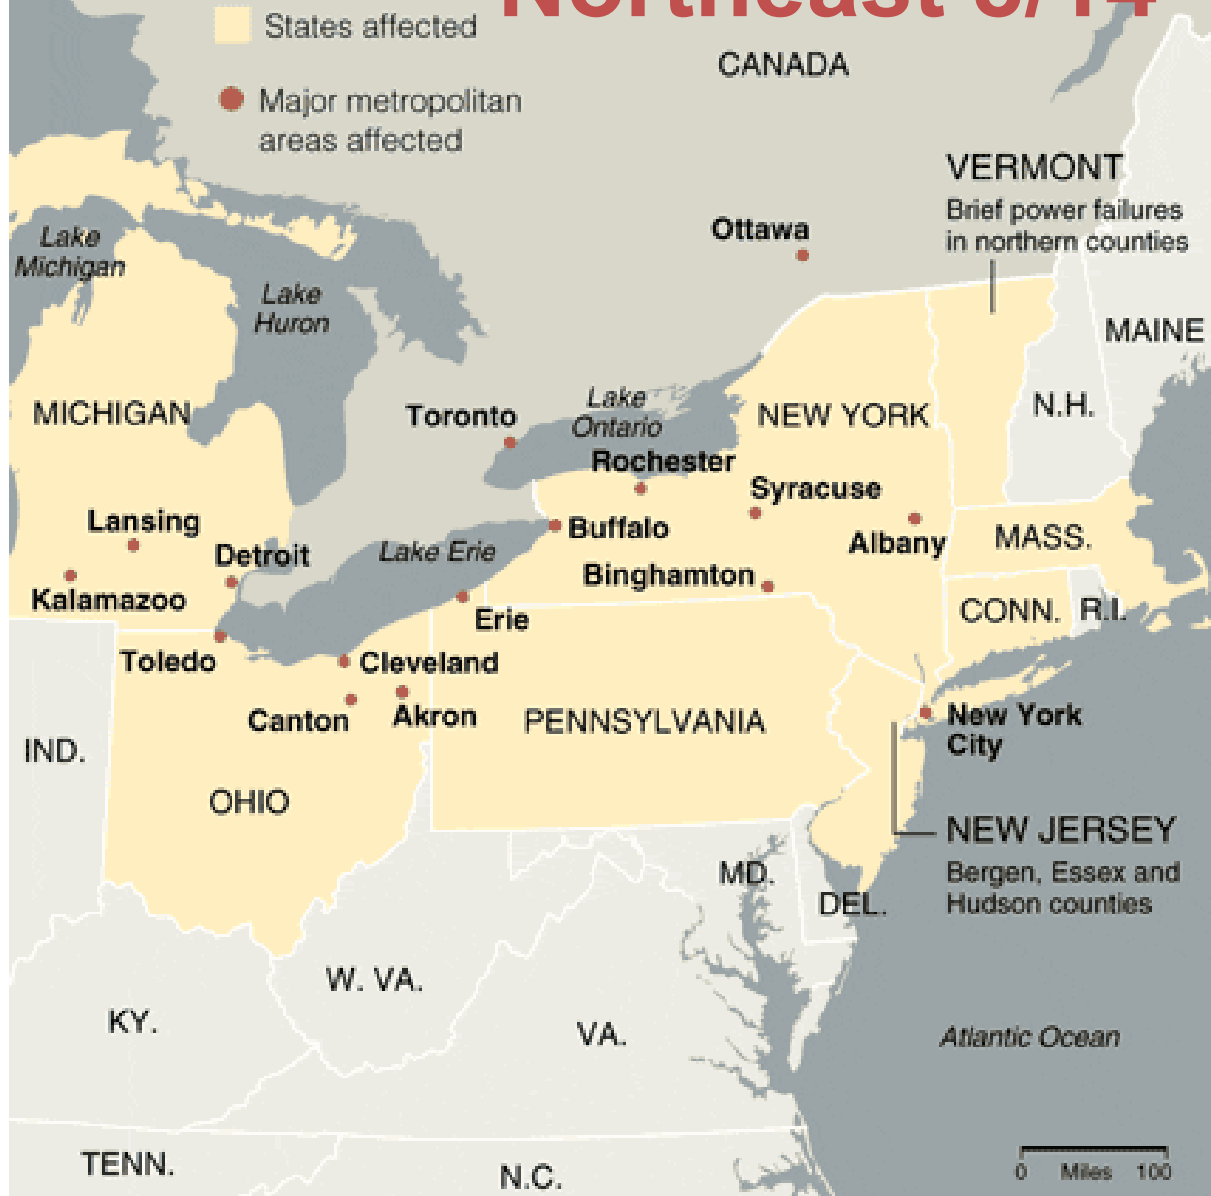 Northeast 8/14
States affected
CANADA
Major metropolitan
areas affected
VERMONT
Brief power failures
in northern counties
Ottawa
Lake
Michigan
Lake
Huron
MAINE
MICHIGAN
Toronto
Lake
Ontario
NEW YORK
N.H.
Rochester
Syracuse
Lansing
Buffalo
Albany
MASS.
Detroit
Lake Erie
Kalamazoo
Binghamton
CONN.
R.I.
Erie
Toledo
Cleveland
Canton
Akron
PENNSYLVANIA
New York
City
IND.
OHIO
NEW JERSEY
Bergen, Essex and
Hudson counties
MD.
DEL.
W. VA.
KY.
VA.
Atlantic Ocean
TENN.
N.C.
0 Miles 100